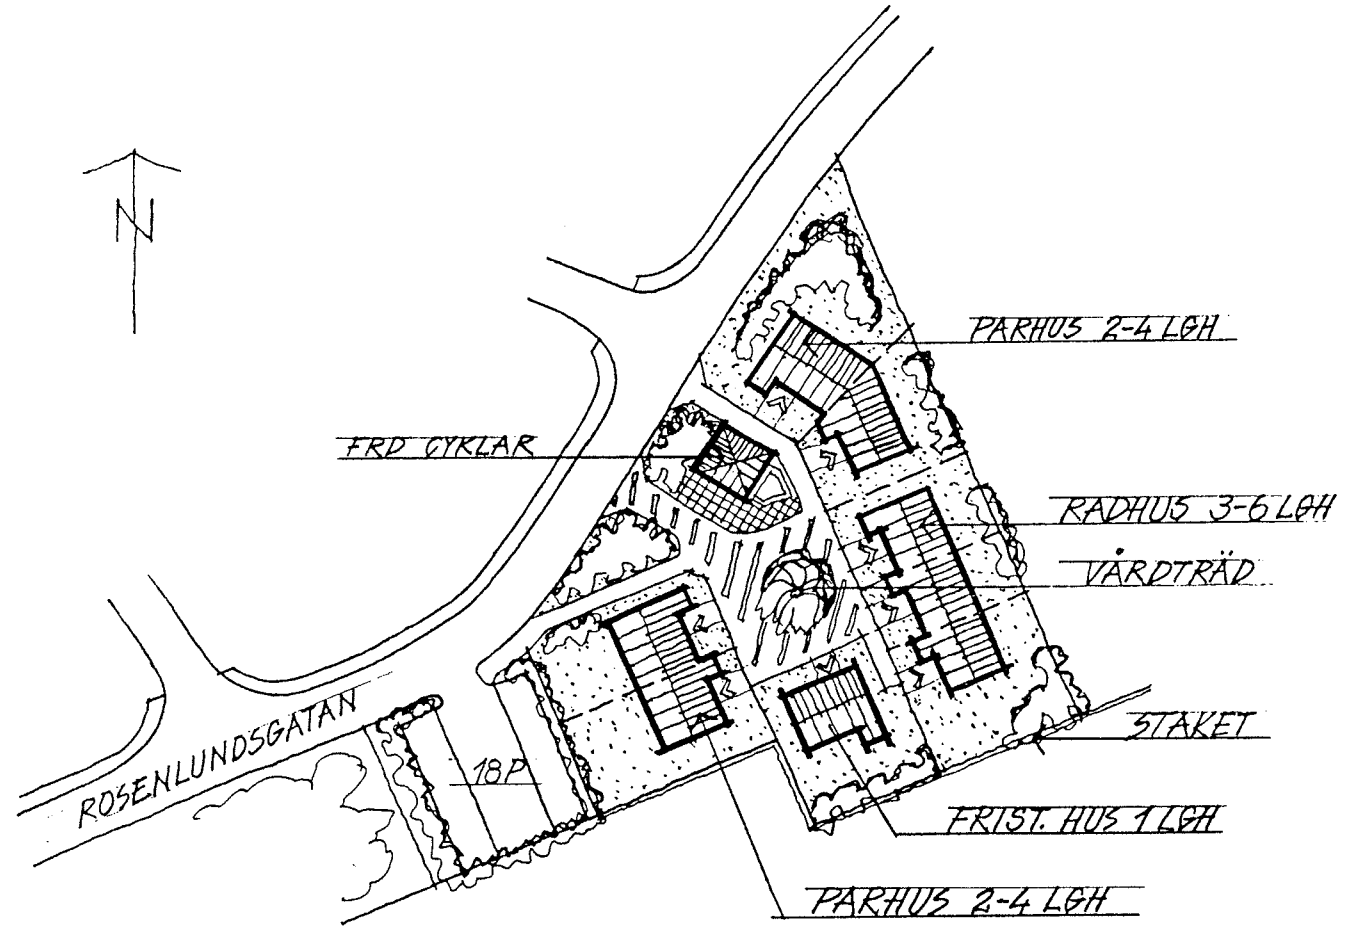 N
PARHUS 2-4 LGH
FRD CYKLAR
RADHUS 3-6 LGH
VÅRDTRÄD
ROSENLUNDSGATAN
STAKET
18P
FRIST. HUS 1 LGH
PARHUS 2-4 LGH